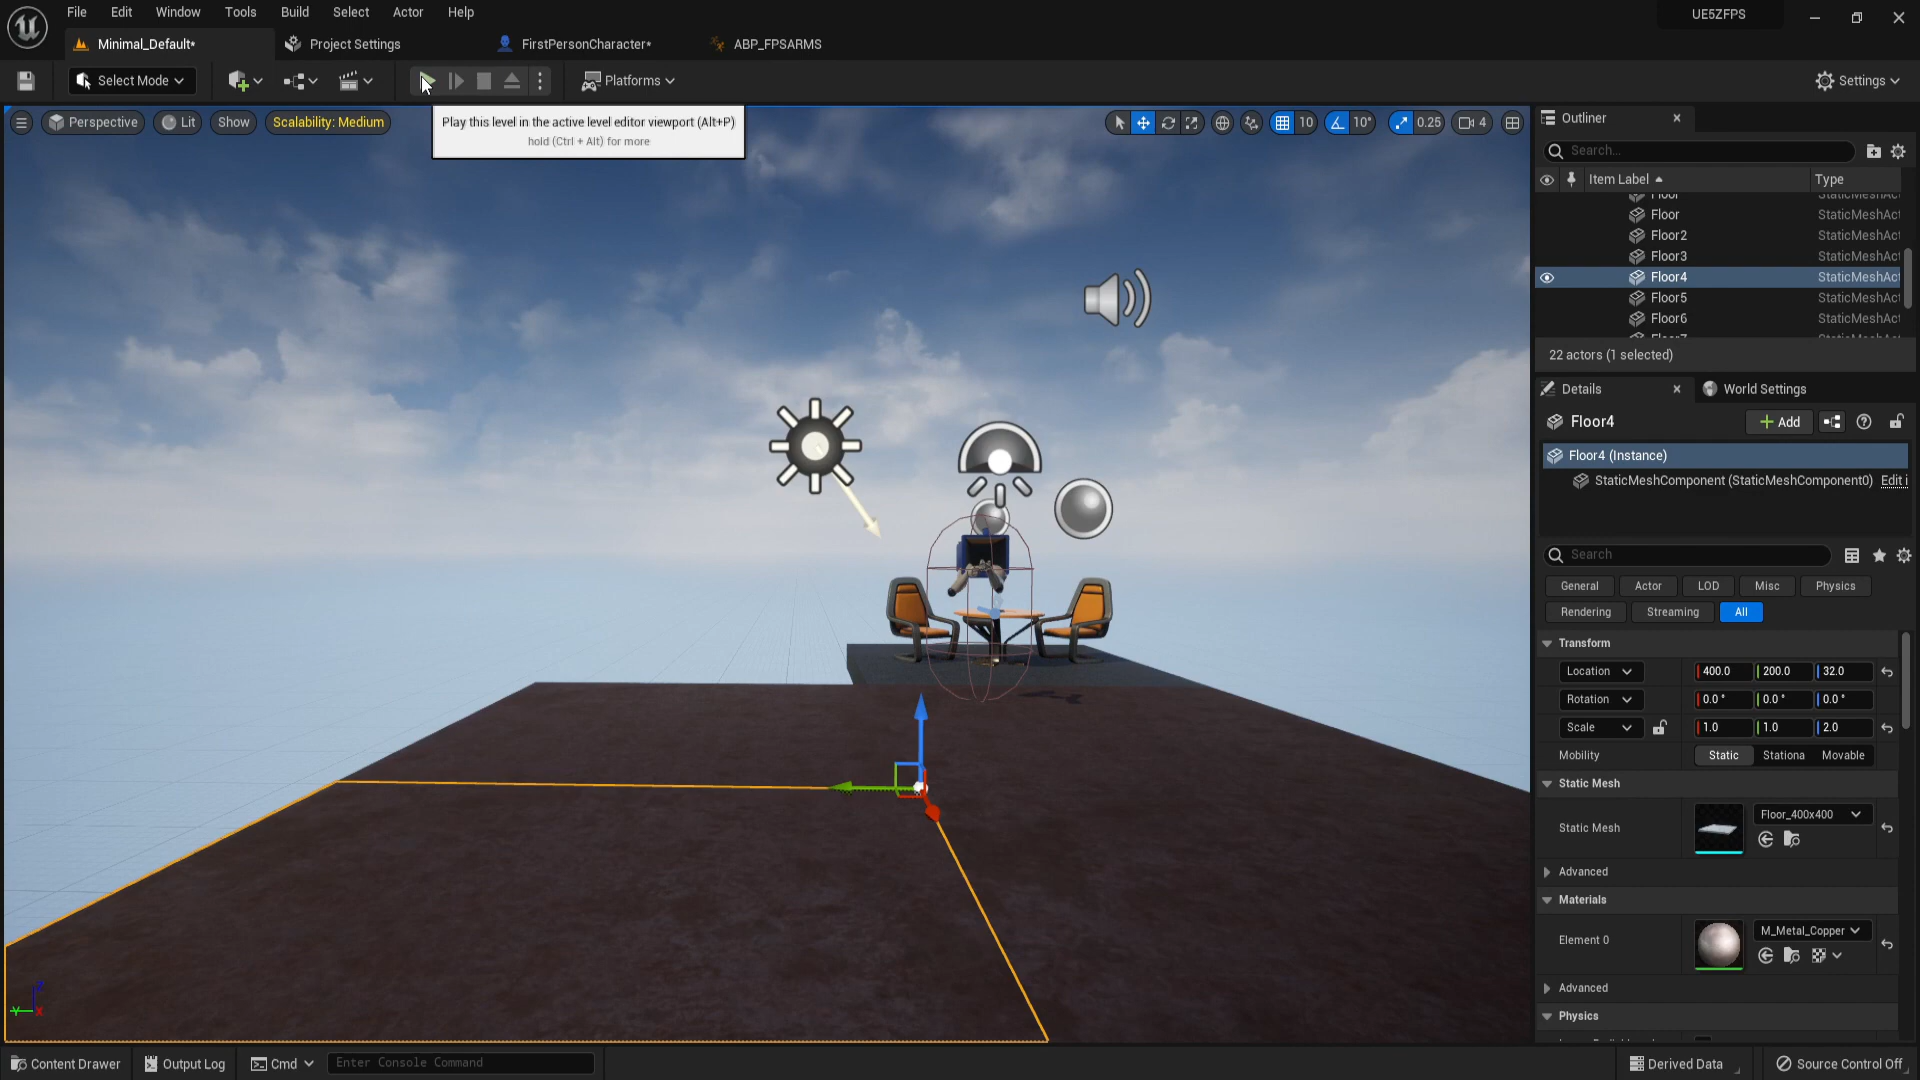 File Edit Window Tools Build Select Actor Help
UE5ZFPS
Minimal_Default*
Project Settings
FirstPersonCharacter*
ABP_FPSARMS
Select Mode
Platforms
Settings
Perspective
Lit
Show
Scalability: Medium
Play this level in the active level editor viewport (Alt+P)
hold (Ctrl + Alt) for more
10
10°
0.25
4
Outliner
Search...
Item Label
Type
Floor StaticMeshAct
Floor StaticMeshAct
Floor2 StaticMeshAct
Floor3 StaticMeshAct
Floor4 StaticMeshAct
Floor5 StaticMeshAct
Floor6 StaticMeshAct
22 actors (1 selected)
Details
World Settings
Floor4
Add
Floor4 (Instance)
StaticMeshComponent (StaticMeshComponent0) Edit i
Search
General Actor LOD Misc Physics
Rendering Streaming All
Transform
Location 400.0 200.0 32.0
Rotation 0.0° 0.0° 0.0°
Scale 1.0 1.0 2.0
Mobility Static Stationa Movable
Static Mesh
Static Mesh Floor_400x400
Advanced
Materials
Element 0 M_Metal_Copper
Advanced
Physics
Content Drawer
Output Log
Cmd
Enter Console Command
Derived Data
Source Control Off